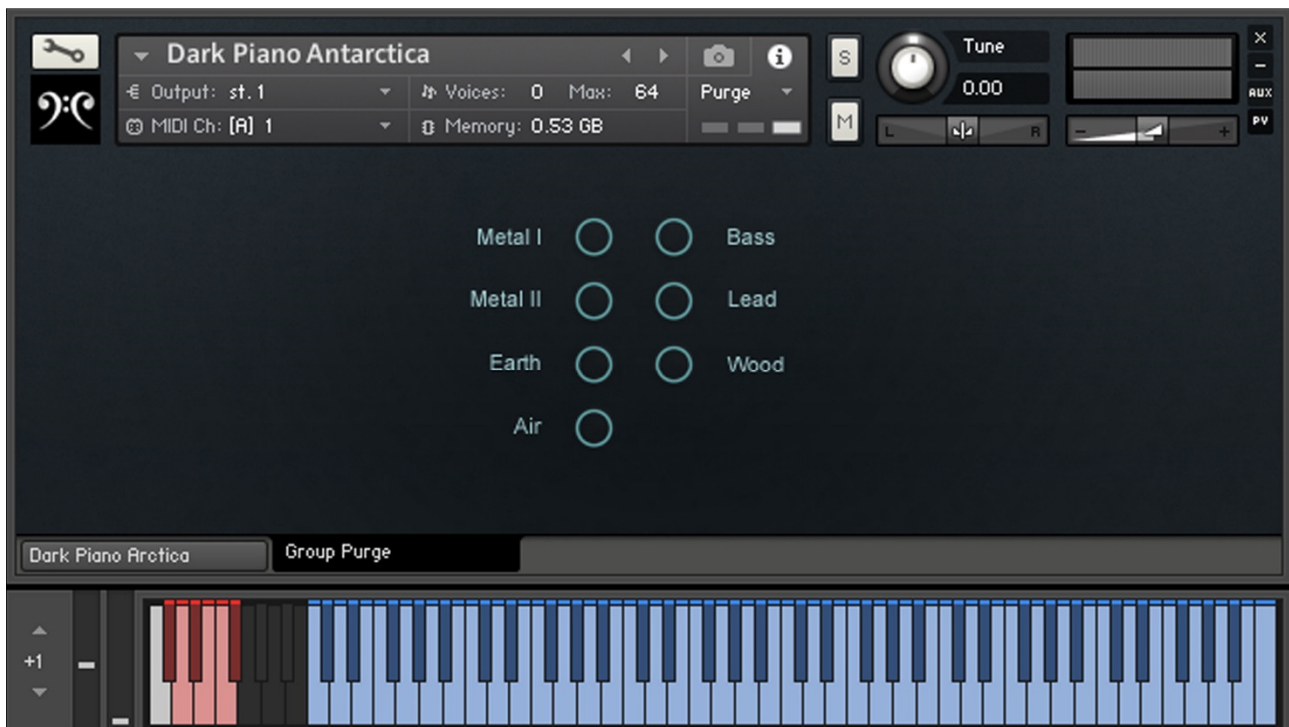 Dark Piano Antarctica
S
Tune
Output: st. 1
Voices: 0 Max: 64
Purge
0.00
AUX
MIDI Ch: [A] 1
Memory: 0.53 GB
M
L
R
PV
Metal I
Bass
Metal II
Lead
Earth
Wood
Air
Dark Piano Arctica
Group Purge
+1